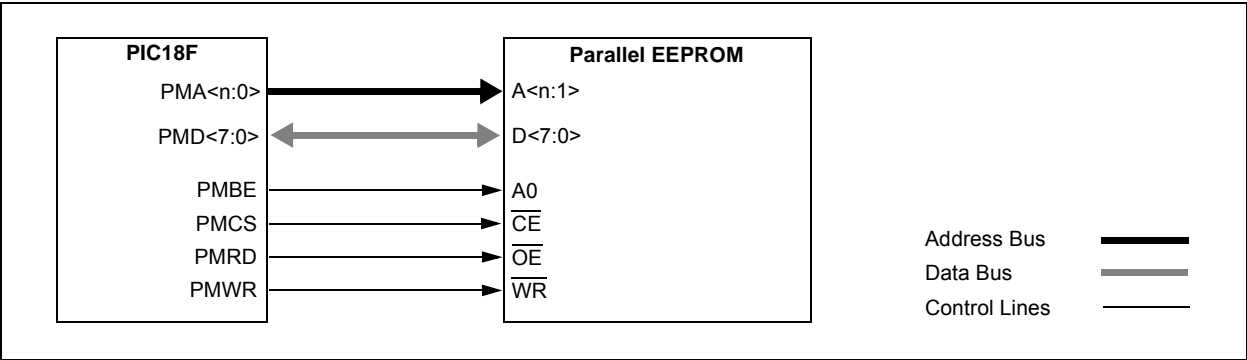 PIC18F
PMA<n:0>
PMD<7:0>
PMBE
PMCS
PMRD
PMWR
Parallel EEPROM
A<n:1>
D<7:0>
A0
CE
OE
WR
Address Bus
Data Bus
Control Lines